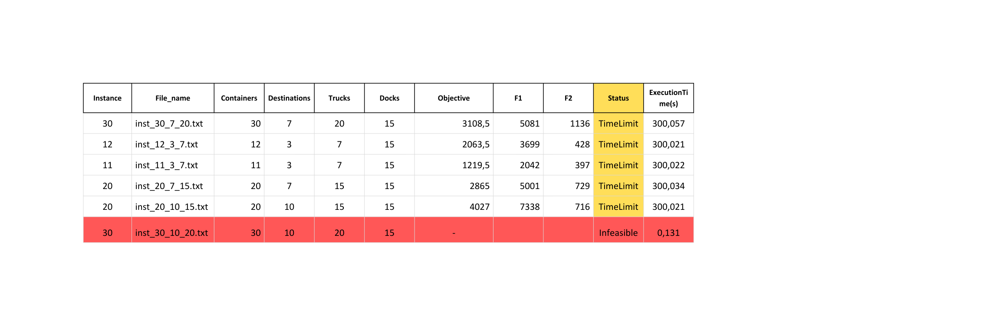 Instance File_name Containers Destinations Trucks Docks Objective F1 F2 Status ExecutionTi
me(s)
30 inst_30_7_20.txt 30 7 20 15 3108,5 5081 1136 TimeLimit 300,057
12 inst_12_3_7.txt 12 3 7 15 2063,5 3699 428 TimeLimit 300,021
11 inst_11_3_7.txt 11 3 7 15 1219,5 2042 397 TimeLimit 300,022
20 inst_20_7_15.txt 20 7 15 15 2865 5001 729 TimeLimit 300,034
20 inst_20_10_15.txt 20 10 15 15 4027 7338 716 TimeLimit 300,021
30 inst_30_10_20.txt 30 10 20 15 - Infeasible 0,131